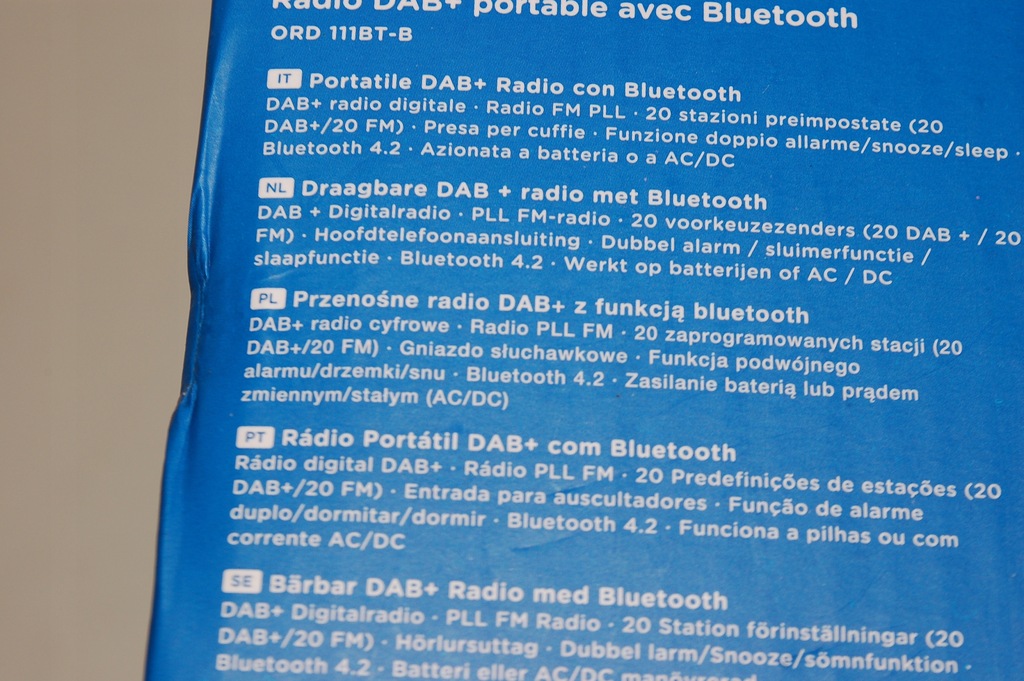 Radio DAB+ portable avec Bluetooth
ORD 111BT-B
IT Portatile DAB+ Radio con Bluetooth
DAB+ radio digitale · Radio FM PLL · 20 stazioni preimpostate (20
DAB+/20 FM) · Presa per cuffie · Funzione doppio allarme/snooze/sleep ·
Bluetooth 4.2 · Azionata a batteria o a AC/DC
NL Draagbare DAB + radio met Bluetooth
DAB + Digitalradio · PLL FM-radio · 20 voorkeuzezenders (20 DAB + / 20
FM) · Hoofdtelefoonaansluiting · Dubbel alarm / sluimerfunctie /
slaapfunctie · Bluetooth 4.2 · Werkt op batterijen of AC / DC
PL Przenośne radio DAB+ z funkcją bluetooth
DAB+ radio cyfrowe · Radio PLL FM · 20 zaprogramowanych stacji (20
DAB+/20 FM) · Gniazdo słuchawkowe · Funkcja podwójnego
alarmu/drzemki/snu · Bluetooth 4.2 · Zasilanie baterią lub prądem
zmiennym/stałym (AC/DC)
PT Rádio Portátil DAB+ com Bluetooth
Rádio digital DAB+ · Rádio PLL FM · 20 Predefinições de estações (20
DAB+/20 FM) · Entrada para auscultadores · Função de alarme
duplo/dormitar/dormir · Bluetooth 4.2 · Funciona a pilhas ou com
corrente AC/DC
SE Bärbar DAB+ Radio med Bluetooth
DAB+ Digitalradio · PLL FM Radio · 20 Station förinställningar (20
DAB+/20 FM) · Hörlursuttag · Dubbel larm/Snooze/sömnfunktion ·
Bluetooth 4.2 · Batteri eller AC/DC manövrerad